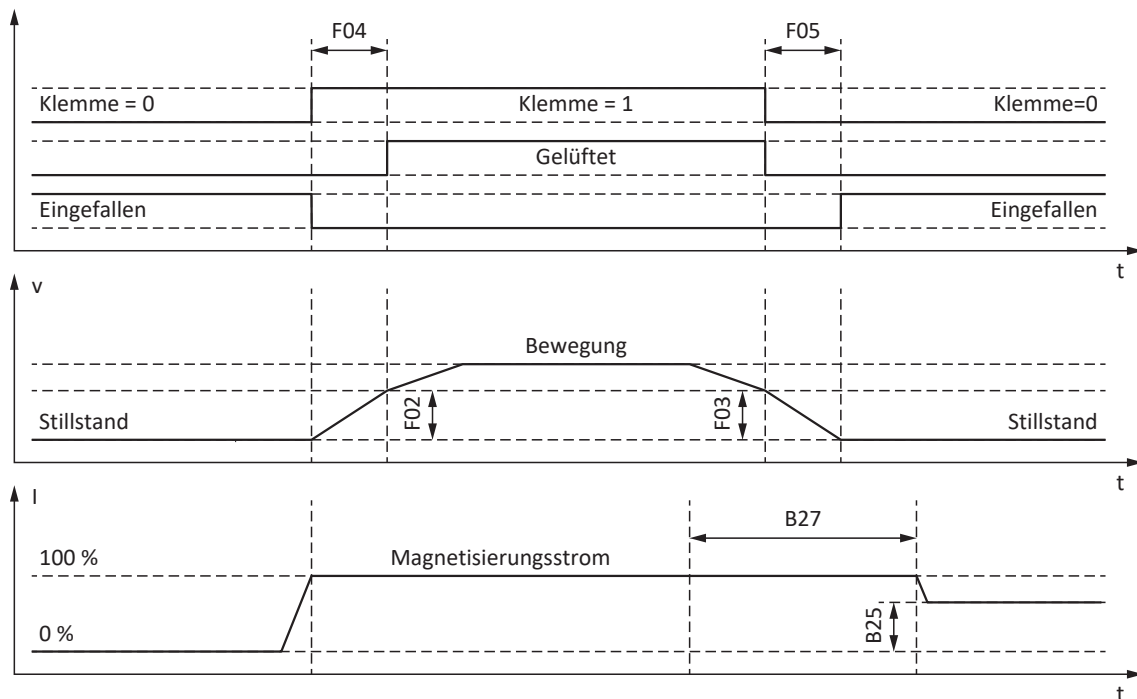 F04
F05
Klemme = 0
Klemme = 1
Klemme=0
Gelüftet
Eingefallen
Eingefallen
t
v
Bewegung
F02
F03
Stillstand
Stillstand
t
I
B27
100 %
Magnetisierungsstrom
B25
0 %
t